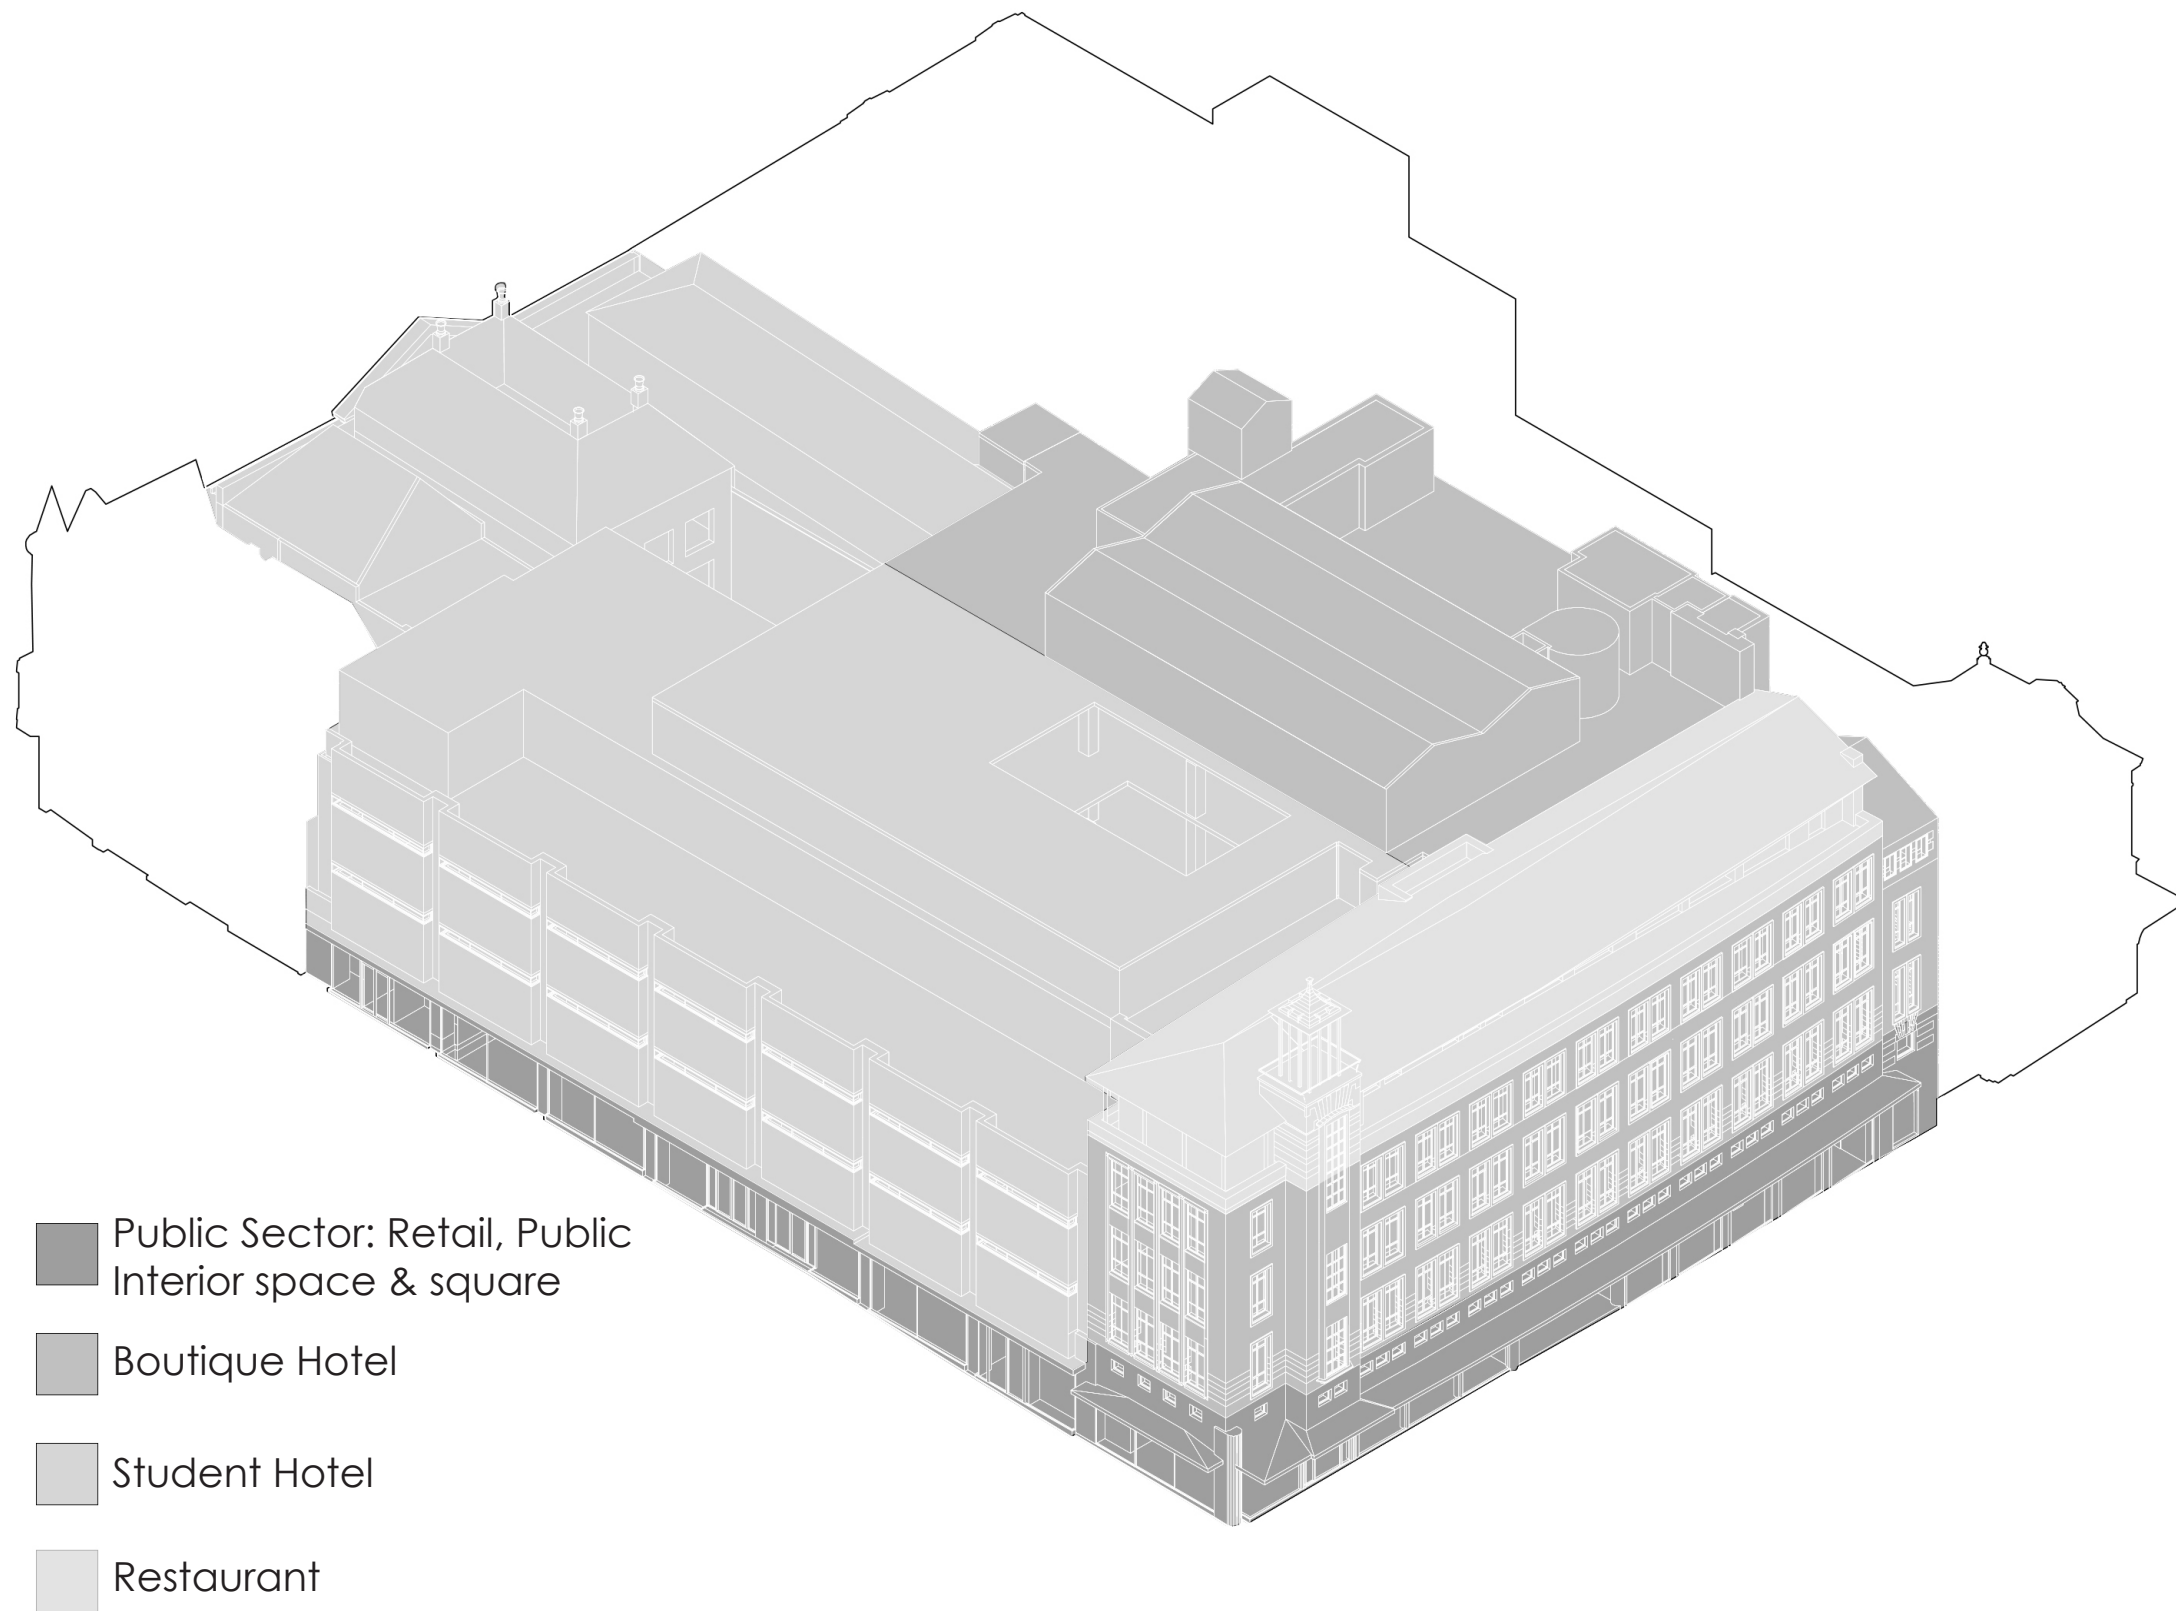 Public Sector: Retail, Public
Interior space & square
Boutique Hotel
Student Hotel
Restaurant